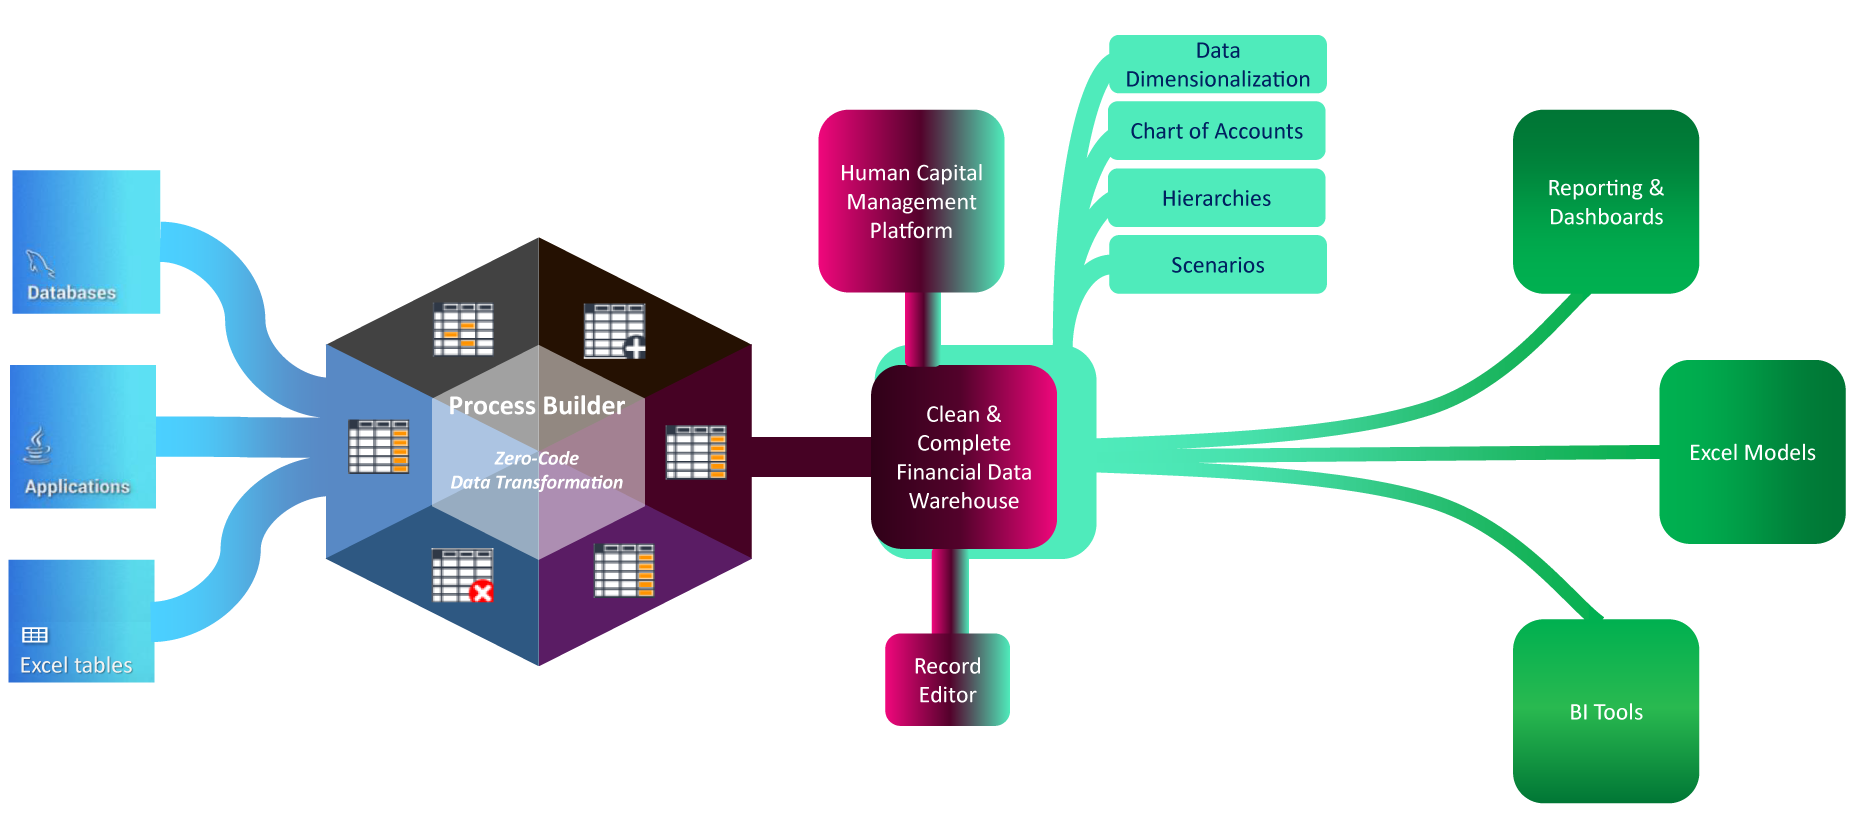 Databases
Applications
Excel tables
Process Builder
Zero-Code
Data Transformation
Human Capital
Management
Platform
Clean &
Complete
Financial Data
Warehouse
Record
Editor
Data
Dimensionalization
Chart of Accounts
Hierarchies
Scenarios
Reporting &
Dashboards
Excel Models
BI Tools